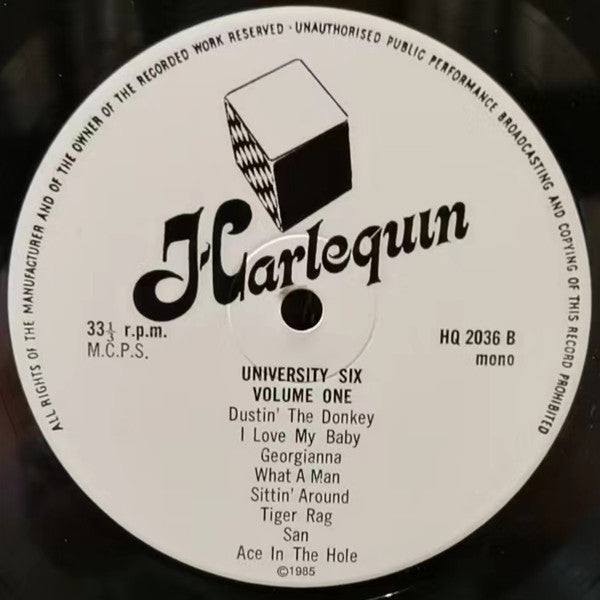 ALL RIGHTS OF THE MANUFACTURER AND OF THE OWNER OF THE RECORDED WORK RESERVED · UNAUTHORISED PUBLIC PERFORMANCE BROADCASTING AND COPYING OF THIS RECORD PROHIBITED
Harlequin
33⅓ r.p.m.
M.C.P.S.
HQ 2036 B
mono
UNIVERSITY SIX
VOLUME ONE
Dustin' The Donkey
I Love My Baby
Georgianna
What A Man
Sittin' Around
Tiger Rag
San
Ace In The Hole
©1985